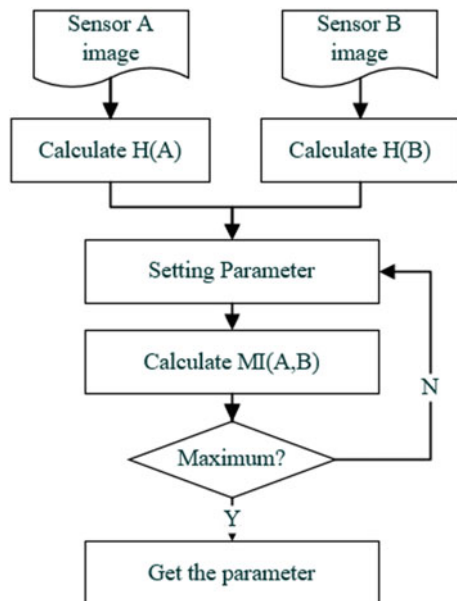 Sensor A
image
Sensor B
image
Calculate H(A)
Calculate H(B)
Setting Parameter
Calculate MI(A,B)
N
Maximum?
Y
Get the parameter